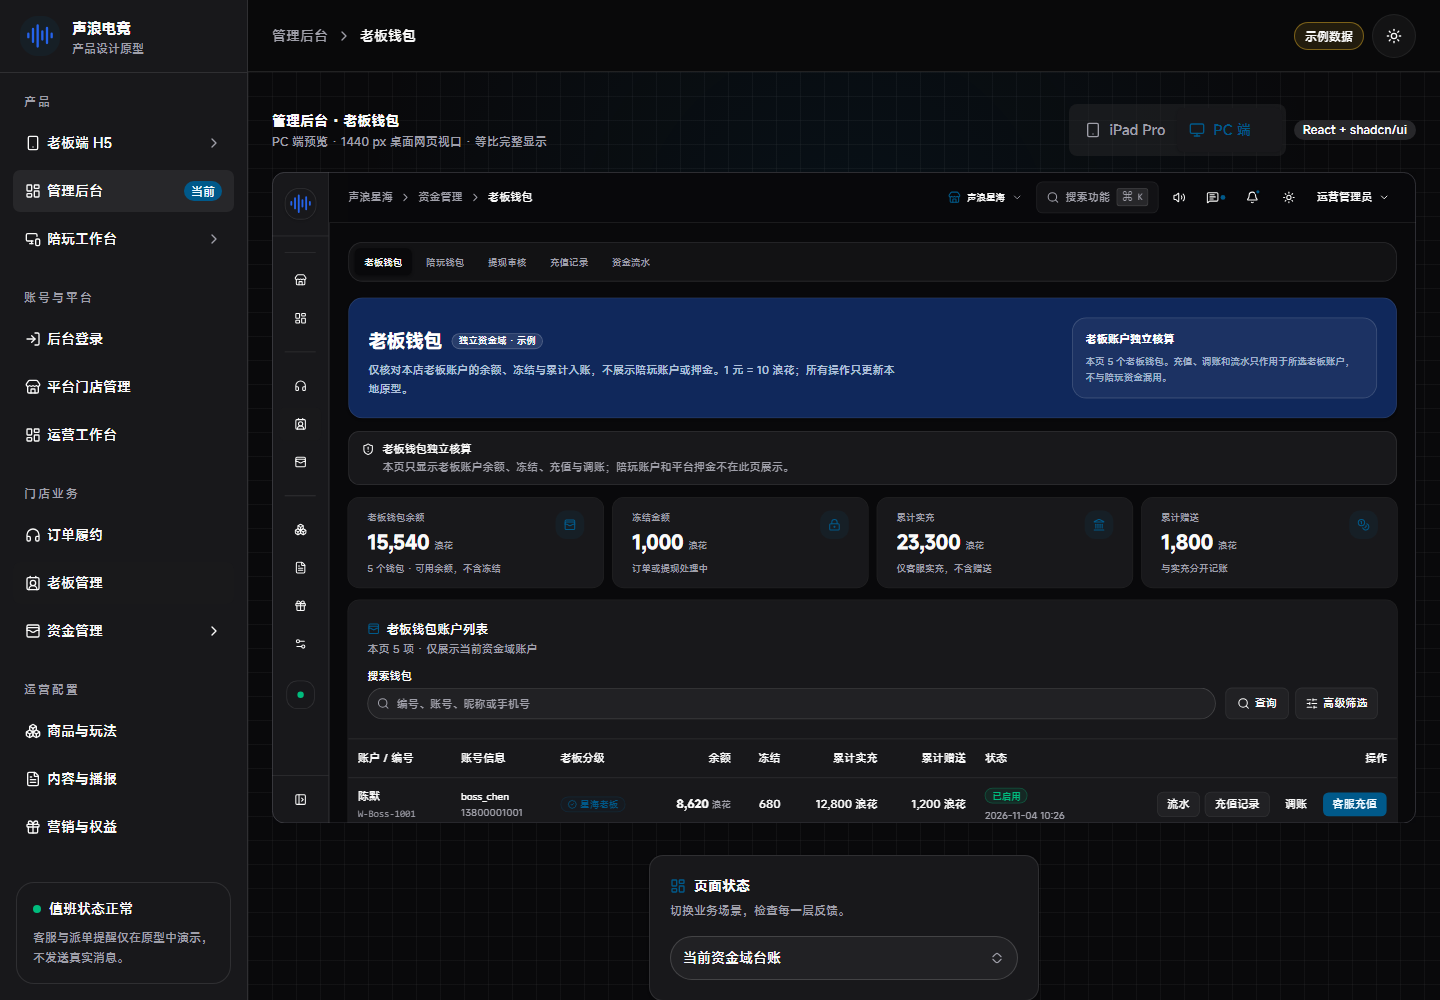 声浪电竞
产品设计原型
产品
老板端 H5
管理后台
当前
陪玩工作台
账号与平台
后台登录
平台门店管理
运营工作台
门店业务
订单履约
老板管理
资金管理
运营配置
商品与玩法
内容与播报
营销与权益
值班状态正常
客服与派单提醒仅在原型中演示，
不发送真实消息。
管理后台 > 老板钱包
示例数据
管理后台 · 老板钱包
PC 端预览 · 1440 px 桌面网页视口 · 等比完整显示
iPad Pro
PC 端
React + shadcn/ui
声浪星海 > 资金管理 > 老板钱包
声浪星海
搜索功能 ⌘ K
运营管理员
老板钱包 陪玩钱包 提现审核 充值记录 资金流水
老板钱包
独立资金域 · 示例
仅核对本店老板账户的余额、冻结与累计入账，不展示陪玩账户或押金。1 元 = 10 浪花；所有操作只更新本
地原型。
老板账户独立核算
本页 5 个老板钱包。充值、调账和流水只作用于所选老板账户，
不与陪玩资金混用。
老板钱包独立核算
本页只显示老板账户余额、冻结、充值与调账；陪玩账户和平台押金不在此页展示。
老板钱包余额
15,540 浪花
5 个钱包 · 可用余额，不含冻结
冻结金额
1,000 浪花
订单或提现处理中
累计实充
23,300 浪花
仅客服实充，不含赠送
累计赠送
1,800 浪花
与实充分开记账
老板钱包账户列表
本页 5 项 · 仅展示当前资金域账户
搜索钱包
编号、账号、昵称或手机号
查询
高级筛选
账户 / 编号 账号信息 老板分级 余额 冻结 累计实充 累计赠送 状态 操作
陈默 boss_chen 星海老板 8,620 浪花 680 12,800 浪花 1,200 浪花 已启用 流水 充值记录 调账 客服充值
W-Boss-1001 13800001001 2026-11-04 10:26
页面状态
切换业务场景，检查每一层反馈。
当前资金域台账